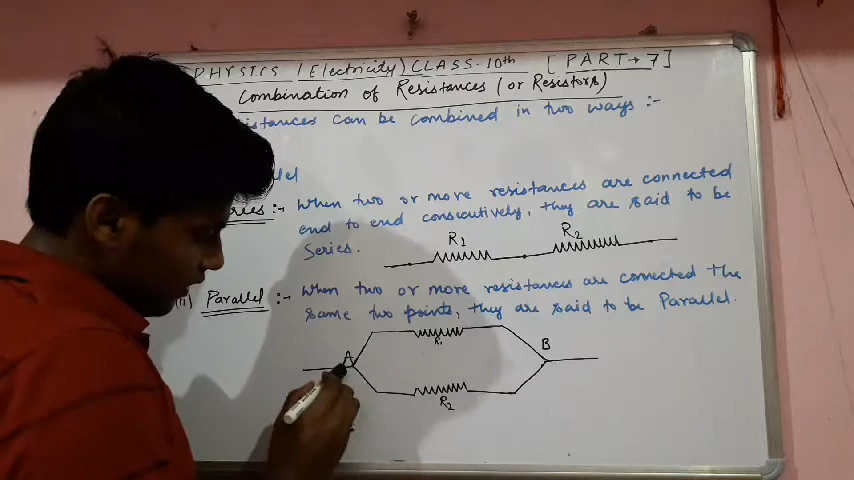 PHYSICS (Electricity) CLASS-10th [PART → 7]
Combination of Resistances (or Resistors)
can be combined in two ways :-
:- When two or more resistances are connected
end to end consecutively, they are said to be
Series.
R1 R2
(ii) Parallel :- When two or more resistances are connected the
same two points, they are said to be Parallel.
R1
A B
R2